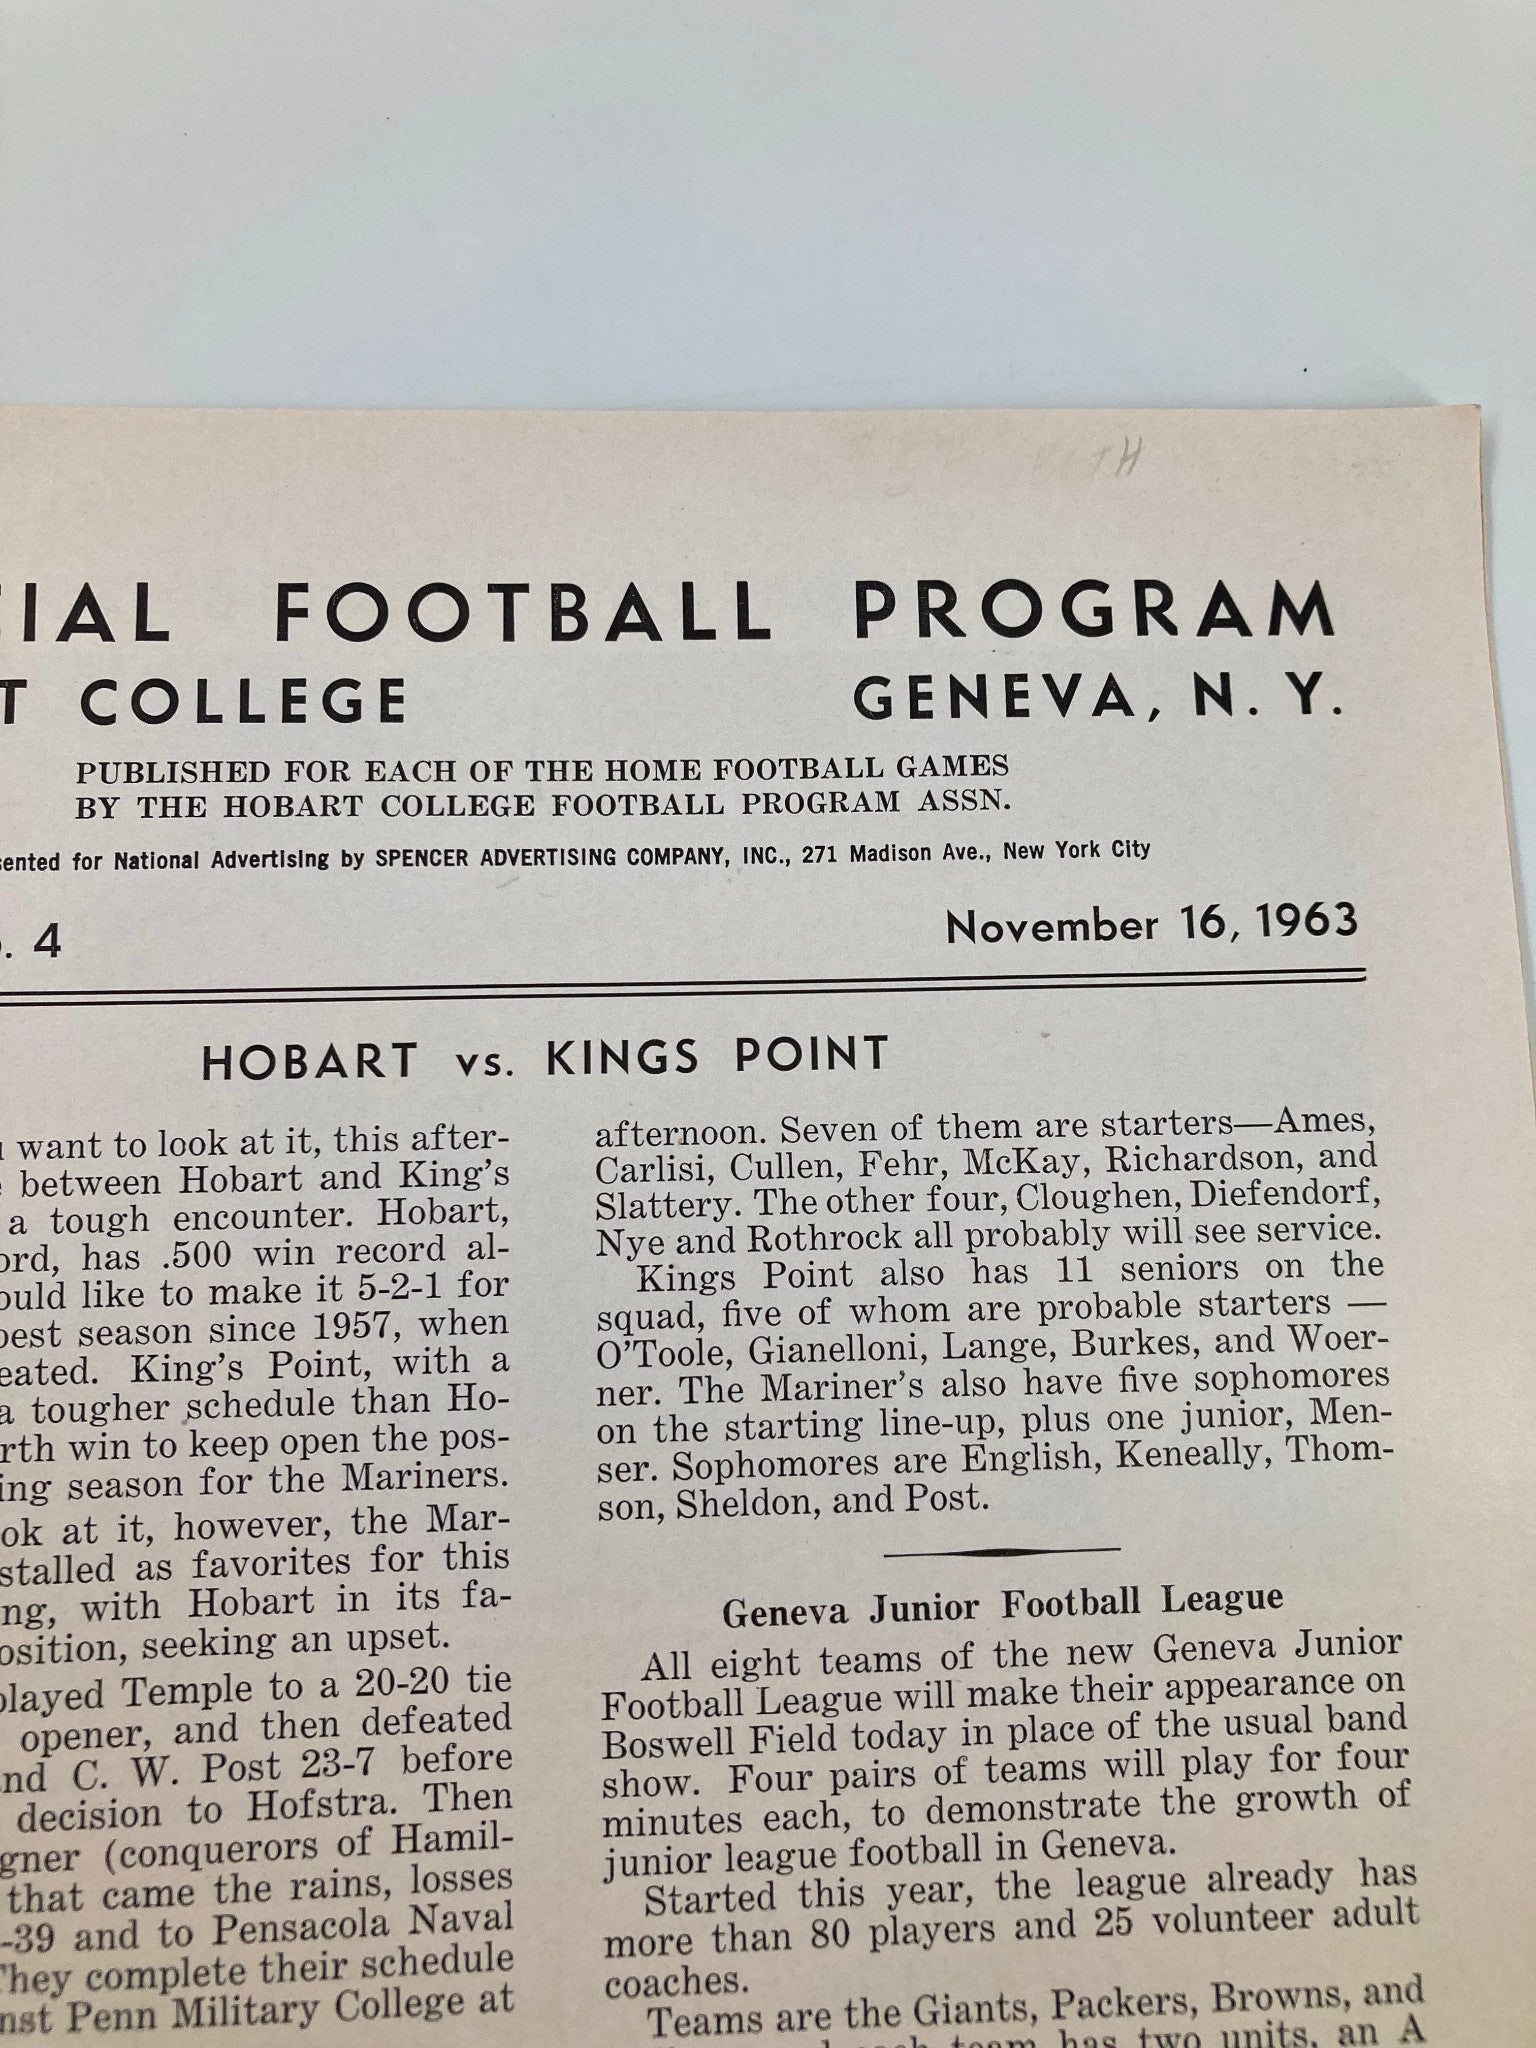 FOOTBALL PROGRAM
COLLEGE GENEVA, N. Y.
PUBLISHED FOR EACH OF THE HOME FOOTBALL GAMES
BY THE HOBART COLLEGE FOOTBALL PROGRAM ASSN.
sented for National Advertising by SPENCER ADVERTISING COMPANY, INC., 271 Madison Ave., New York City
. 4 November 16, 1963
HOBART vs. KINGS POINT
want to look at it, this after-
between Hobart and King's
a tough encounter. Hobart,
ord, has .500 win record al-
ould like to make it 5-2-1 for
best season since 1957, when
eated. King's Point, with a
a tougher schedule than Ho-
rth win to keep open the pos-
ing season for the Mariners.
ok at it, however, the Mar-
stalled as favorites for this
ng, with Hobart in its fa-
osition, seeking an upset.
played Temple to a 20-20 tie
opener, and then defeated
nd C. W. Post 23-7 before
decision to Hofstra. Then
gner (conquerors of Hamil-
that came the rains, losses
-39 and to Pensacola Naval
They complete their schedule
nst Penn Military College at
afternoon. Seven of them are starters—Ames,
Carlisi, Cullen, Fehr, McKay, Richardson, and
Slattery. The other four, Cloughen, Diefendorf,
Nye and Rothrock all probably will see service.
Kings Point also has 11 seniors on the
squad, five of whom are probable starters —
O'Toole, Gianelloni, Lange, Burkes, and Woer-
ner. The Mariner's also have five sophomores
on the starting line-up, plus one junior, Men-
ser. Sophomores are English, Keneally, Thom-
son, Sheldon, and Post.
Geneva Junior Football League
All eight teams of the new Geneva Junior
Football League will make their appearance on
Boswell Field today in place of the usual band
show. Four pairs of teams will play for four
minutes each, to demonstrate the growth of
junior league football in Geneva.
Started this year, the league already has
more than 80 players and 25 volunteer adult
coaches.
Teams are the Giants, Packers, Browns, and
each team has two units, an A